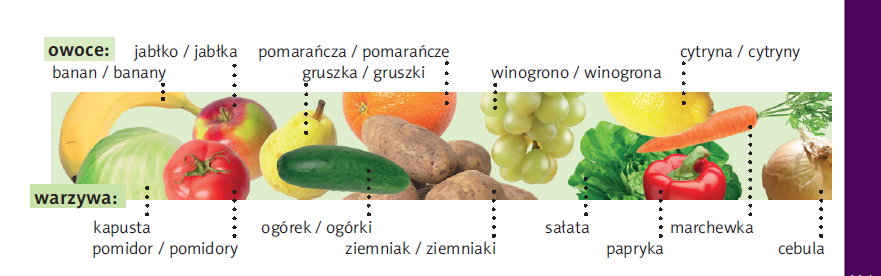 owoce: jabłko / jabłka pomarańcza / pomarańcze cytryna / cytryny
banan / banany gruszka / gruszki winogrono / winogrona
warzywa:
kapusta ogórek / ogórki sałata marchewka
pomidor / pomidory ziemniak / ziemniaki papryka cebula